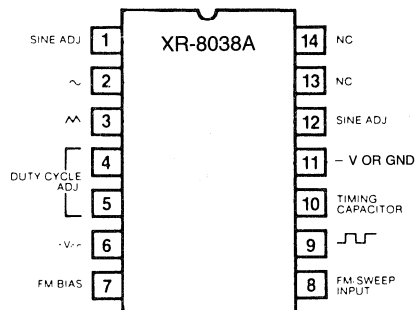 XR-8038A
SINE ADJ 1
2
3
DUTY CYCLE
ADJ
4
5
6
FM BIAS 7
14 NC
13 NC
12 SINE ADJ
11 – V OR GND
10 TIMING
CAPACITOR
9
8 FM SWEEP
INPUT